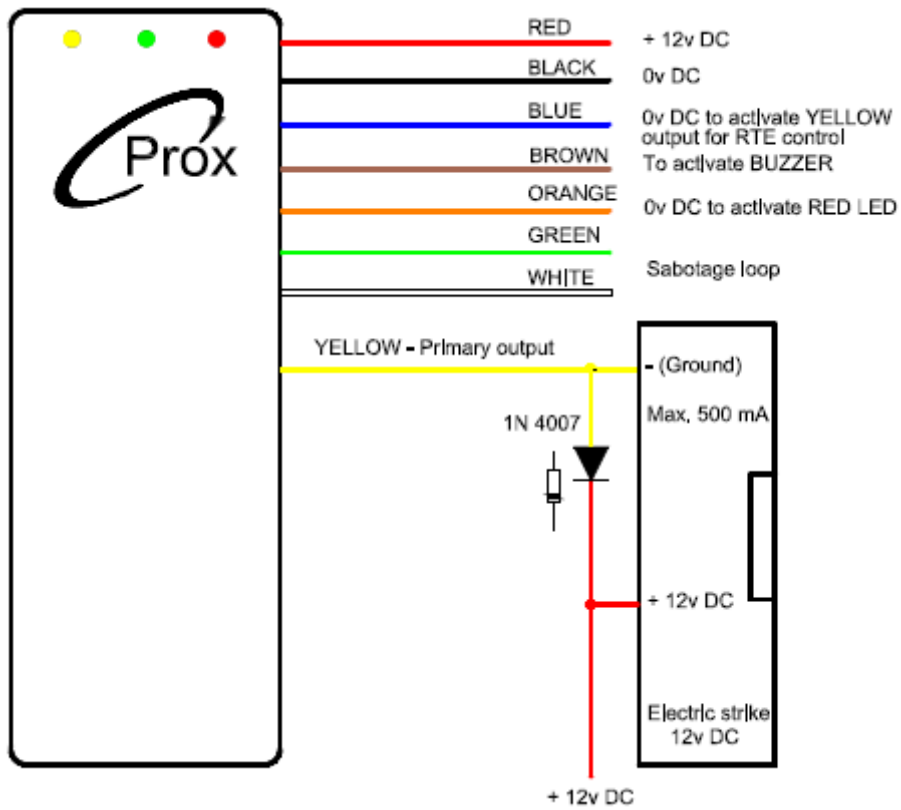 RED
+ 12v DC
BLACK
0v DC
BLUE
0v DC to activate YELLOW
output for RTE control
BROWN
To activate BUZZER
ORANGE
0v DC to activate RED LED
GREEN
WHITE
Sabotage loop
Prox
YELLOW - Primary output
- (Ground)
Max, 500 mA
1N 4007
+ 12v DC
Electric strike
12v DC
+ 12v DC